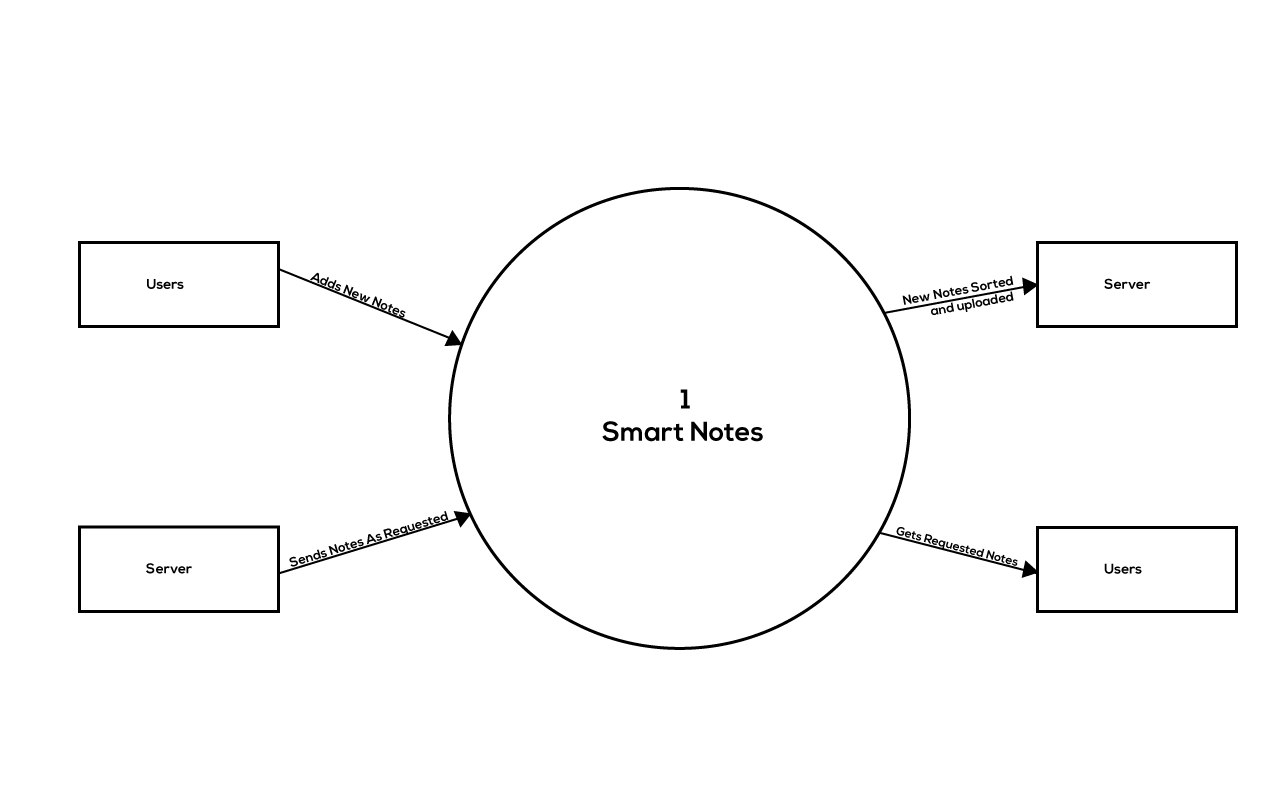 Users
Adds New Notes
New Notes Sorted
and uploaded
Server
1
Smart Notes
Server
Sends Notes As Requested
Gets Requested Notes
Users